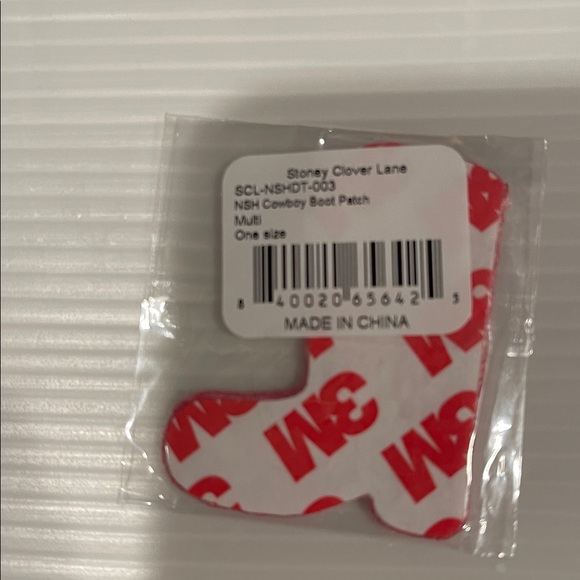 Stoney Clover Lane
SCL-NSHDT-003
NSH Cowboy Boot Patch
Multi
One size
8 40020 65642 3
MADE IN CHINA
3M
3M
3M
3M